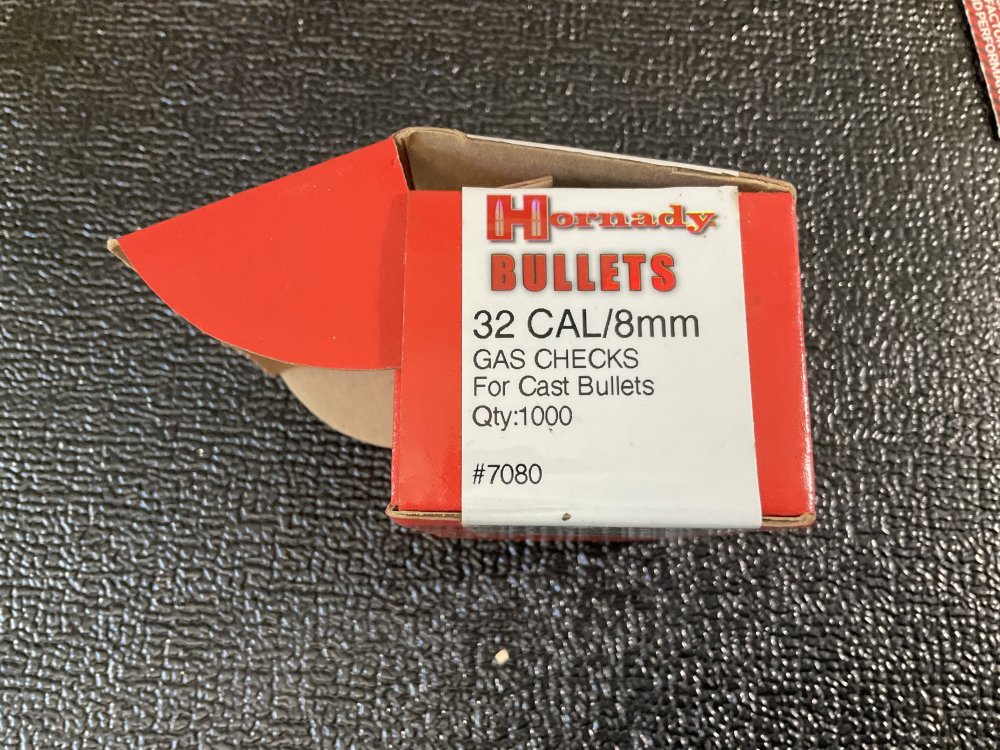 Hornady
BULLETS
32 CAL/8mm
GAS CHECKS
For Cast Bullets
Qty:1000
#7080